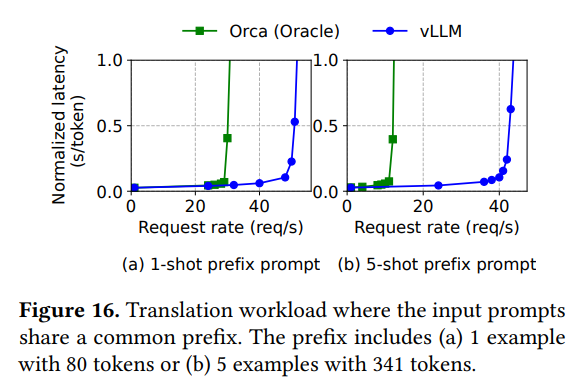 Orca (Oracle) vLLM
Normalized latency
(s/token)
1.0
0.5
0.0
0 20 40
Request rate (req/s)
(a) 1-shot prefix prompt
1.0
0.5
0.0
0 20 40
Request rate (req/s)
(b) 5-shot prefix prompt
Figure 16. Translation workload where the input prompts
share a common prefix. The prefix includes (a) 1 example
with 80 tokens or (b) 5 examples with 341 tokens.